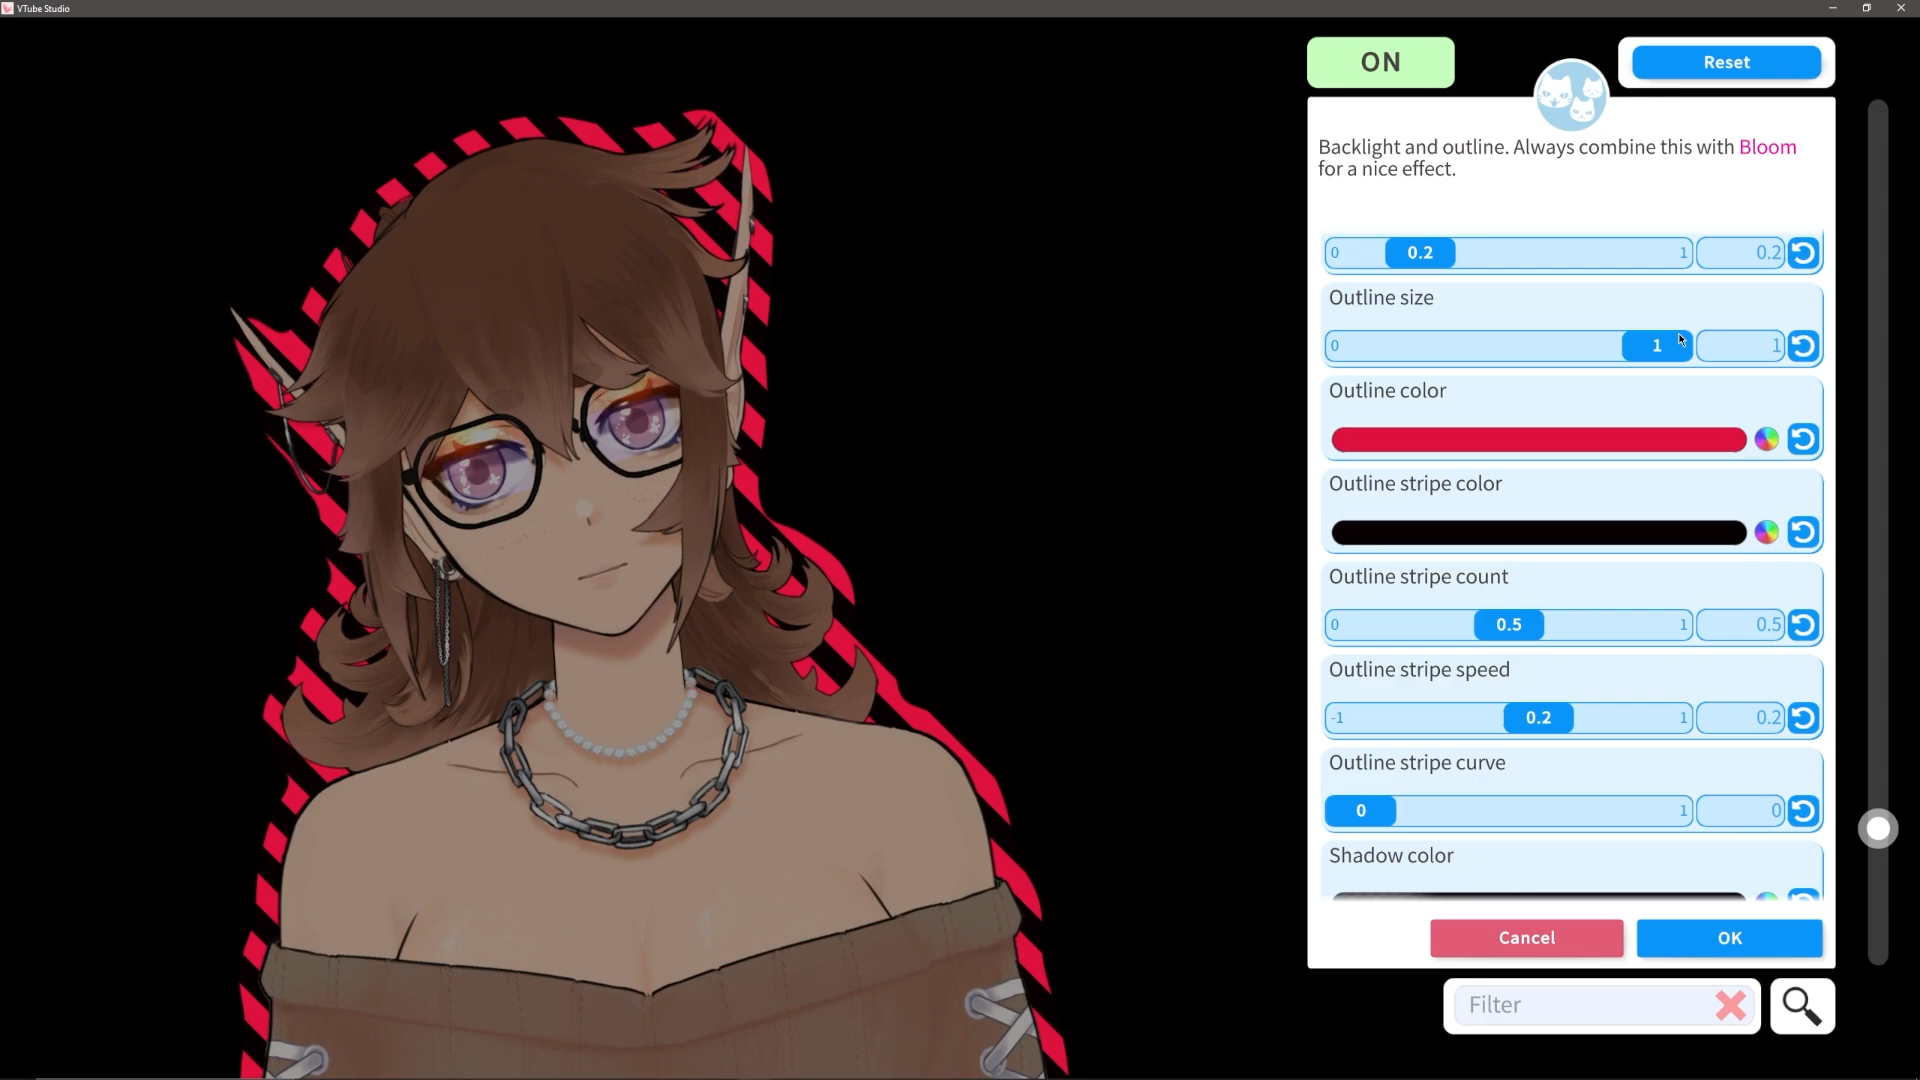 VTube Studio
ON
Reset
Backlight and outline. Always combine this with Bloom
for a nice effect.
0 0.2 1 0.2
Outline size
0 1 1
Outline color
Outline stripe color
Outline stripe count
0 0.5 1 0.5
Outline stripe speed
-1 0.2 1 0.2
Outline stripe curve
0 1 0
Shadow color
Cancel OK
Filter